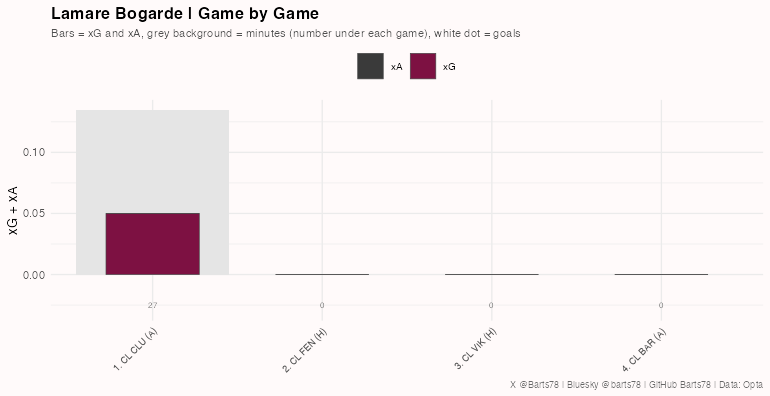 Lamare Bogarde | Game by Game
Bars = xG and xA, grey background = minutes (number under each game), white dot = goals
xA xG
xG + xA
0.10
0.05
0.00
27 0 0 0
1. CL CLU (A) 2. CL FEN (H) 3. CL VIK (H) 4. CL BAR (A)
X @Barts78 | Bluesky @barts78 | GitHub Barts78 | Data: Opta